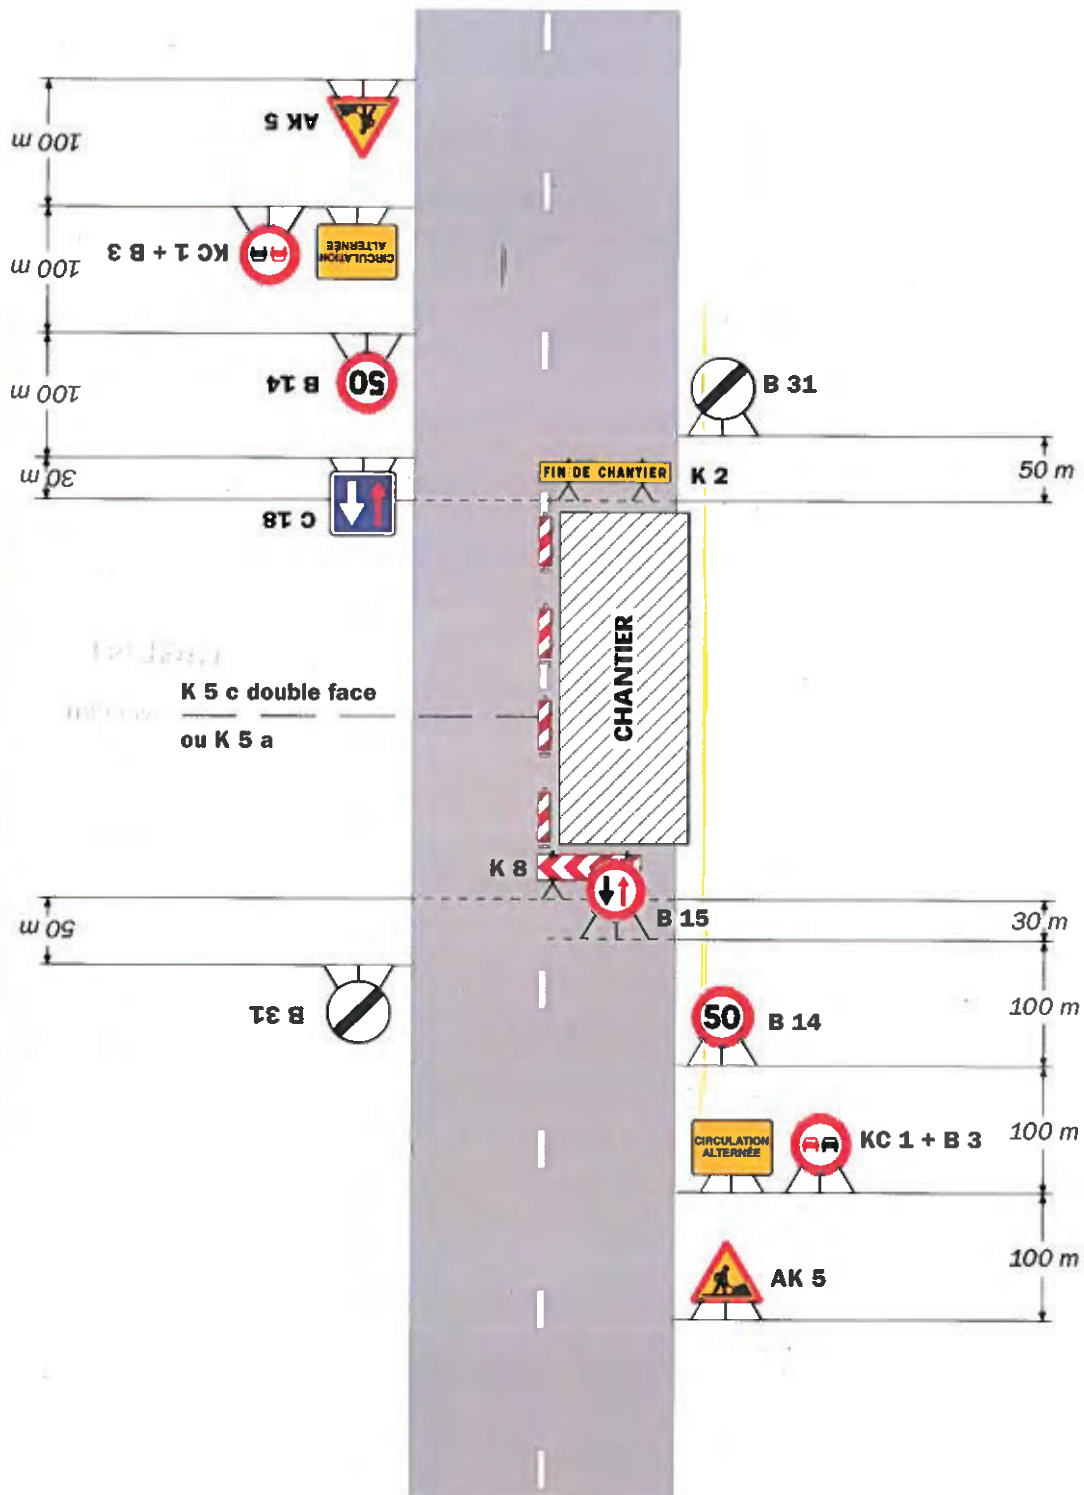 100 m
AK 5
100 m
KC 1 + B 3
CIRCULATION
ALTERNÉE
100 m
B 14
50
30 m
C 18
B 31
50 m
FIN DE CHANTIER
K 2
CHANTIER
K 5 c double face
ou K 5 a
K 8
B 15
50 m
B 31
30 m
100 m
50
B 14
100 m
CIRCULATION
ALTERNÉE
KC 1 + B 3
100 m
AK 5